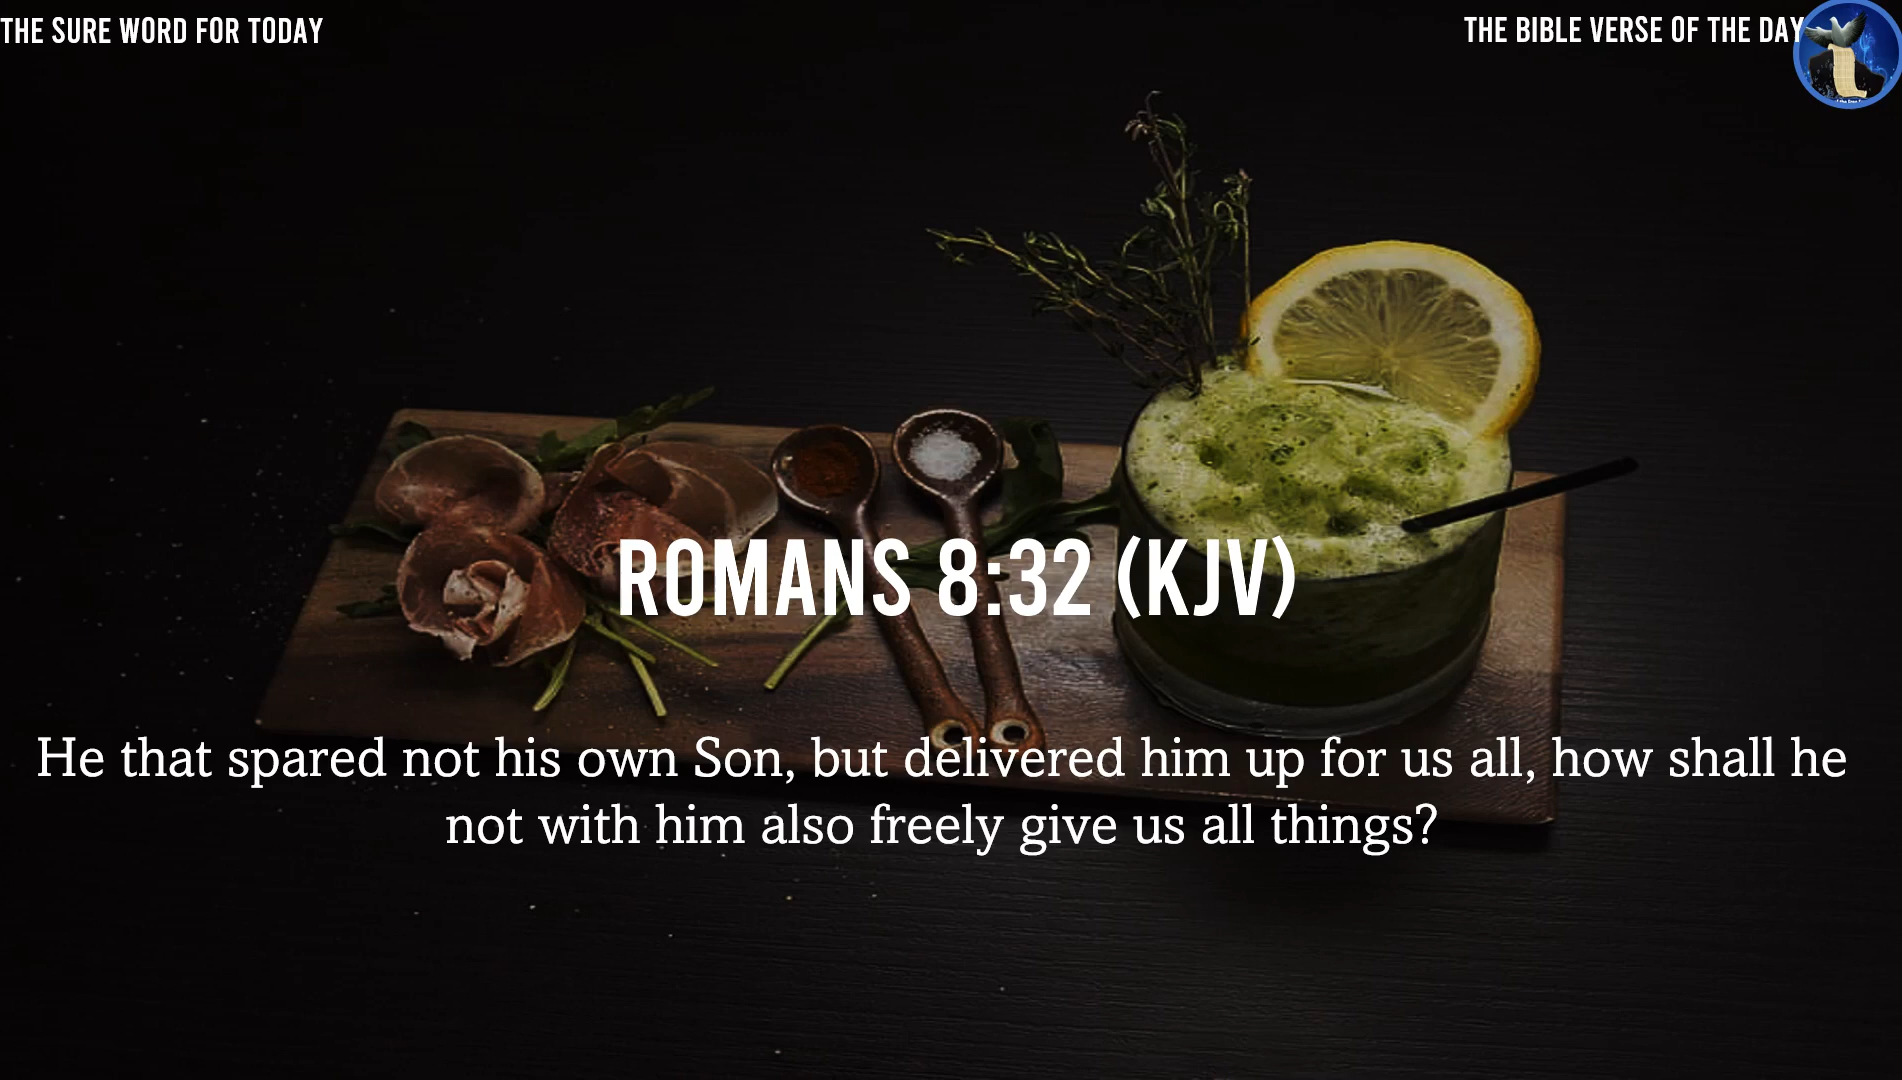 THE SURE WORD FOR TODAY
THE BIBLE VERSE OF THE DAY
ROMANS 8:32 (KJV)
He that spared not his own Son, but delivered him up for us all, how shall he
not with him also freely give us all things?